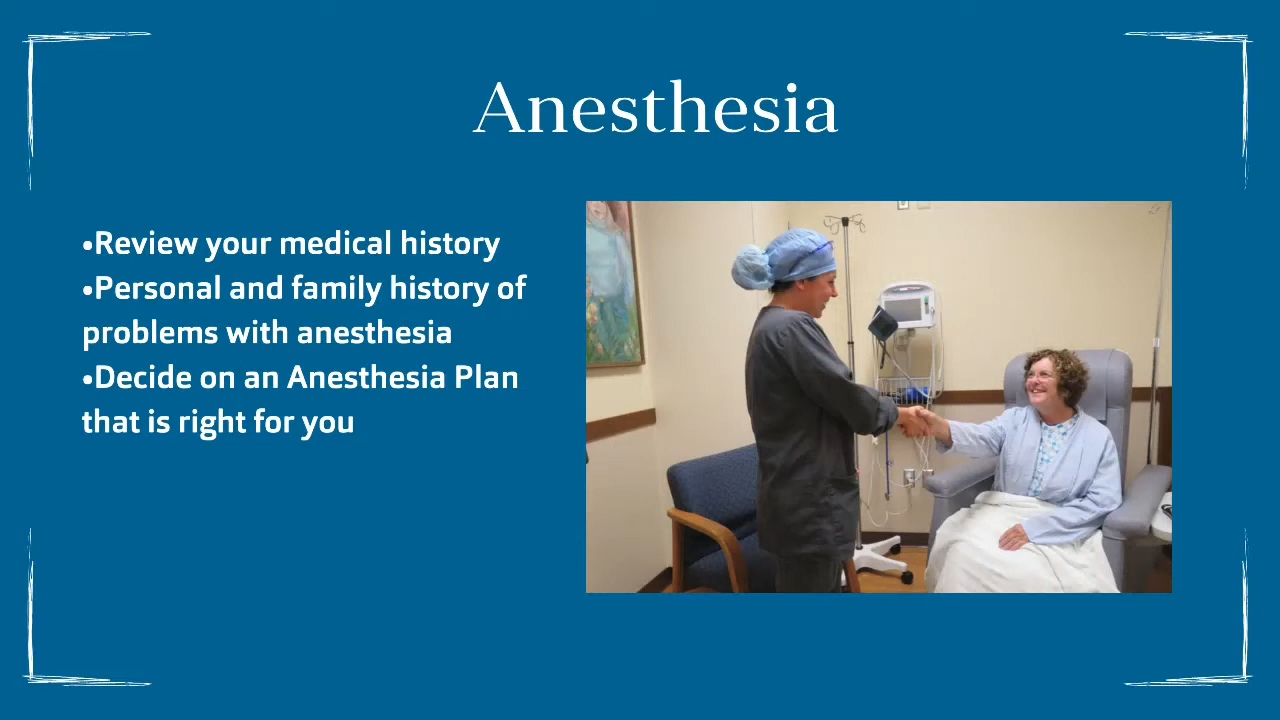 Anesthesia
•Review your medical history
•Personal and family history of
problems with anesthesia
•Decide on an Anesthesia Plan
that is right for you